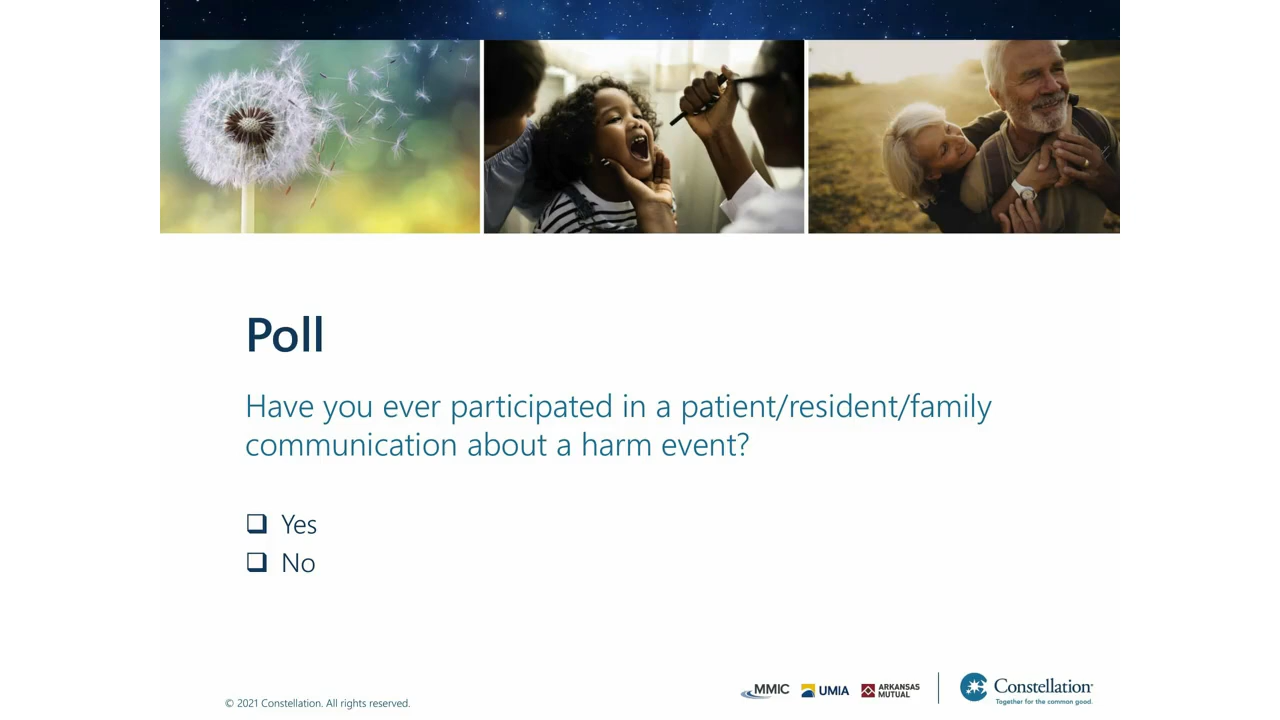 Poll
Have you ever participated in a patient/resident/family
communication about a harm event?
❑ Yes
❑ No
© 2021 Constellation. All rights reserved.
MMIC
UMIA
ARKANSAS
MUTUAL
Constellation
Together for the common good.